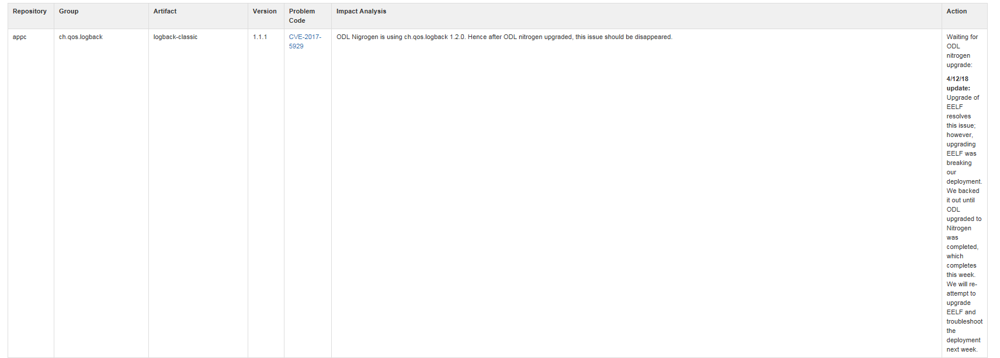 Repository Group Artifact Version Problem Code Impact Analysis Action
appc ch.qos.logback logback-classic 1.1.1 CVE-2017-
5929
ODL Nigrogen is using ch.qos.logback 1.2.0. Hence after ODL nitrogen upgraded, this issue should be disappeared.
Waiting for
ODL
nitrogen
upgrade:
4/12/18
update:
Upgrade of
EELF
resolves
this issue;
however,
upgrading
EELF was
breaking
our
deployment.
We backed
it out until
ODL
upgraded to
Nitrogen
was
completed,
which
completes
this week.
We will re-
attempt to
upgrade
EELF and
troubleshoot
the
deployment
next week.